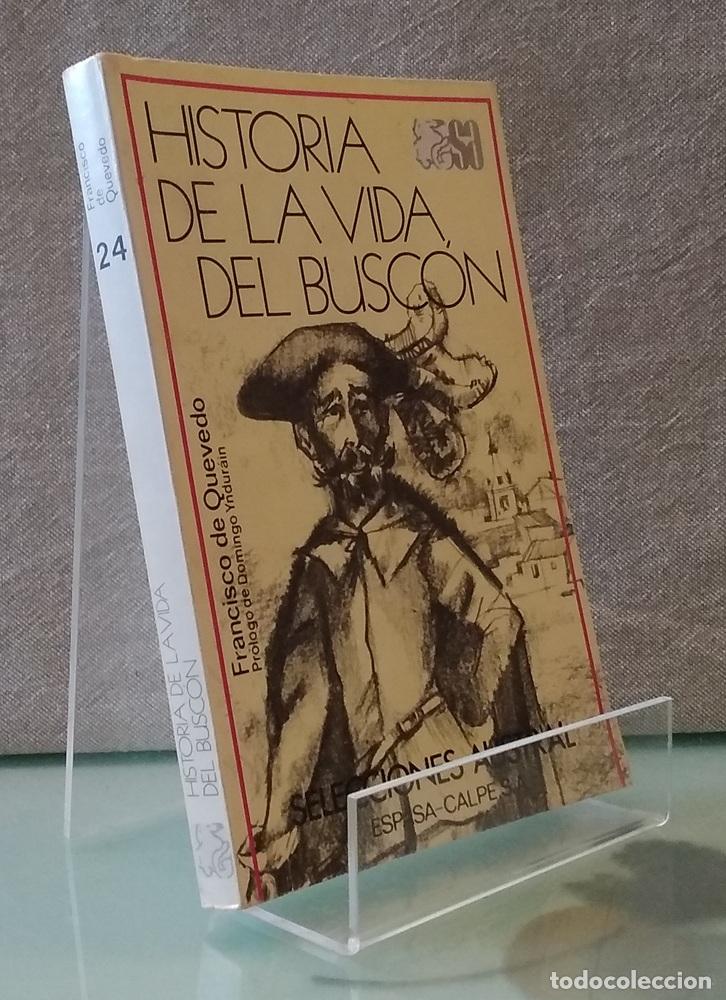 HISTORIA
DE LA VIDA
DEL BUSCÓN
Francisco de Quevedo
Prólogo de Domingo Ynduráin
SELECCIONES AUSTRAL
ESPASA-CALPE, S.A.
Francisco
de
Quevedo
24
HISTORIA DE LA VIDA
DEL BUSCÓN
SA
todocoleccion